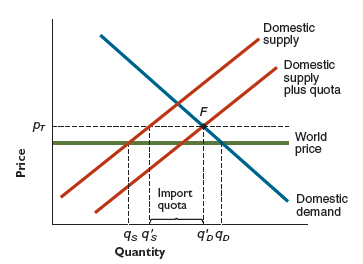 Domestic
supply
Domestic
supply
plus quota
F
pT
World
price
Price
Import
quota
Domestic
demand
qS q'S q'D qD
Quantity